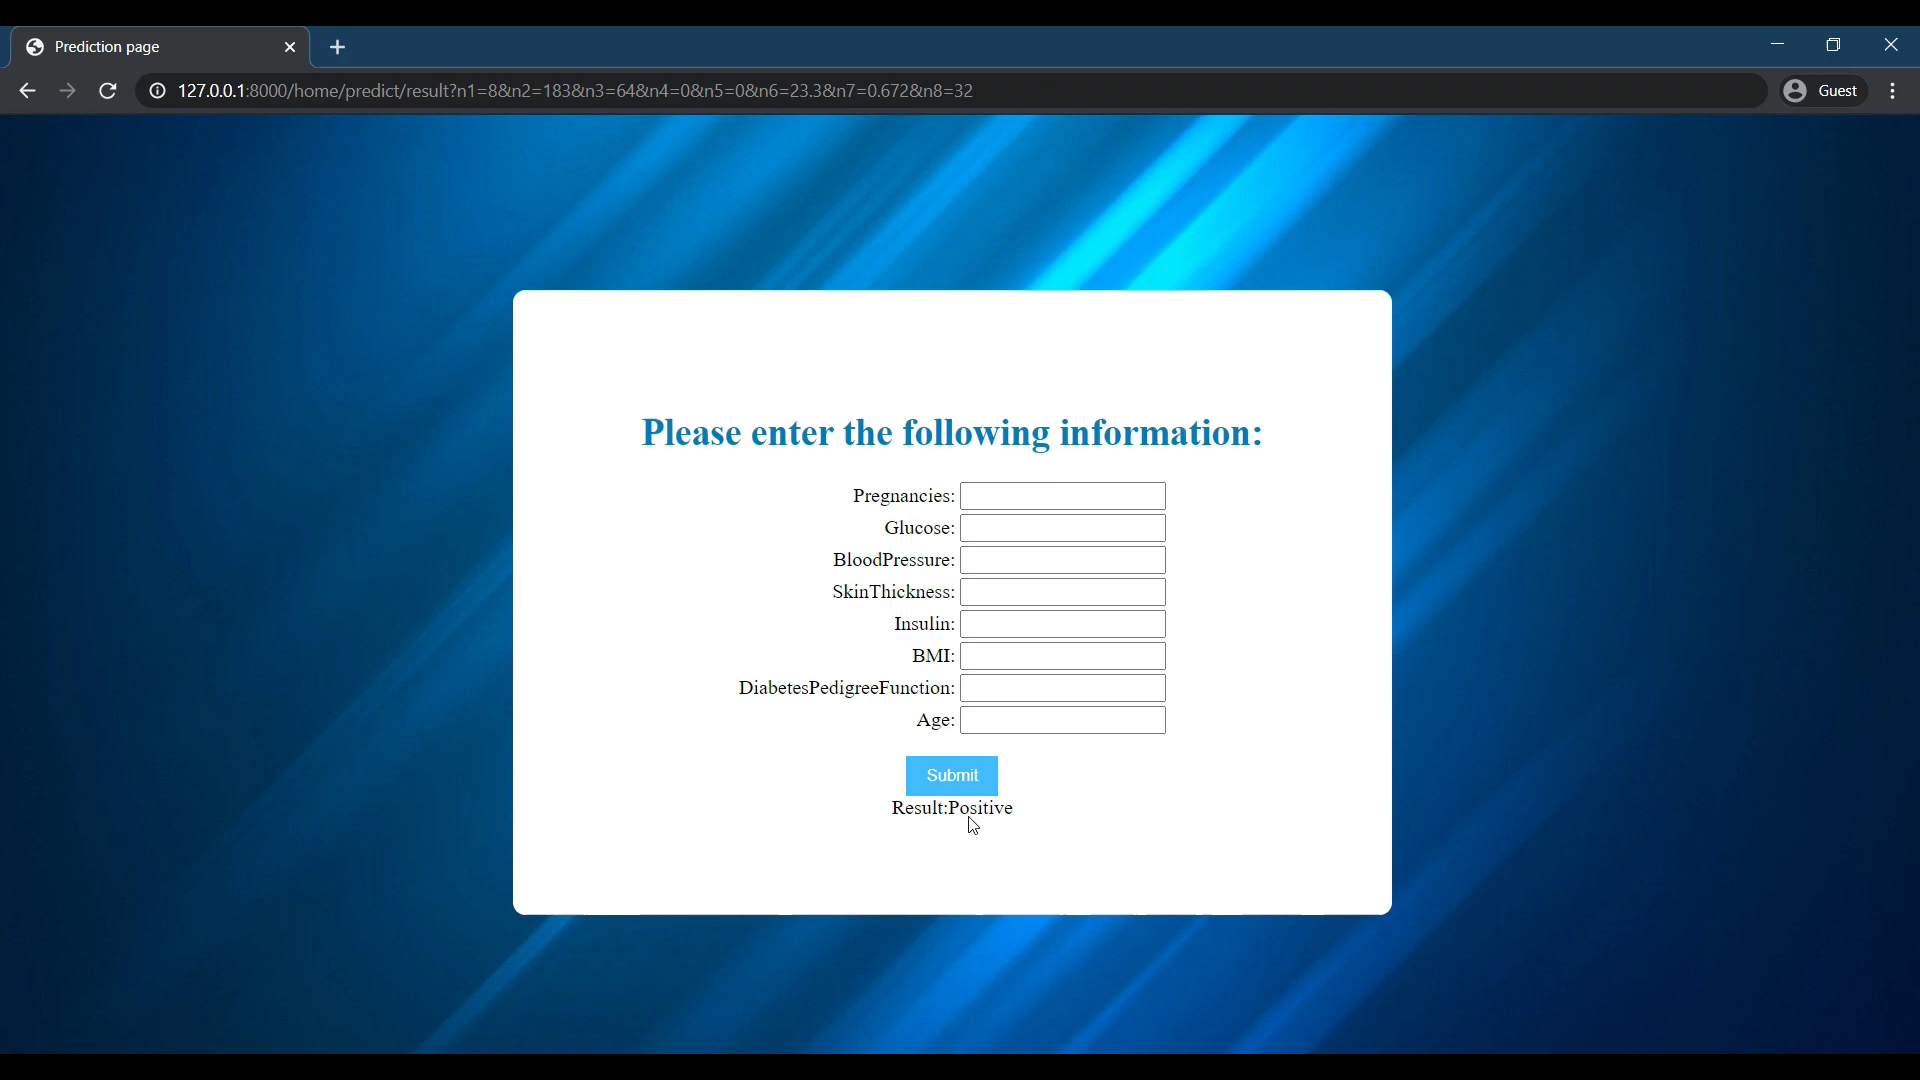 Prediction page
127.0.0.1:8000/home/predict/result?n1=8&n2=183&n3=64&n4=0&n5=0&n6=23.3&n7=0.672&n8=32
Guest
Please enter the following information:
Pregnancies:
Glucose:
BloodPressure:
SkinThickness:
Insulin:
BMI:
DiabetesPedigreeFunction:
Age:
Submit
Result:Positive